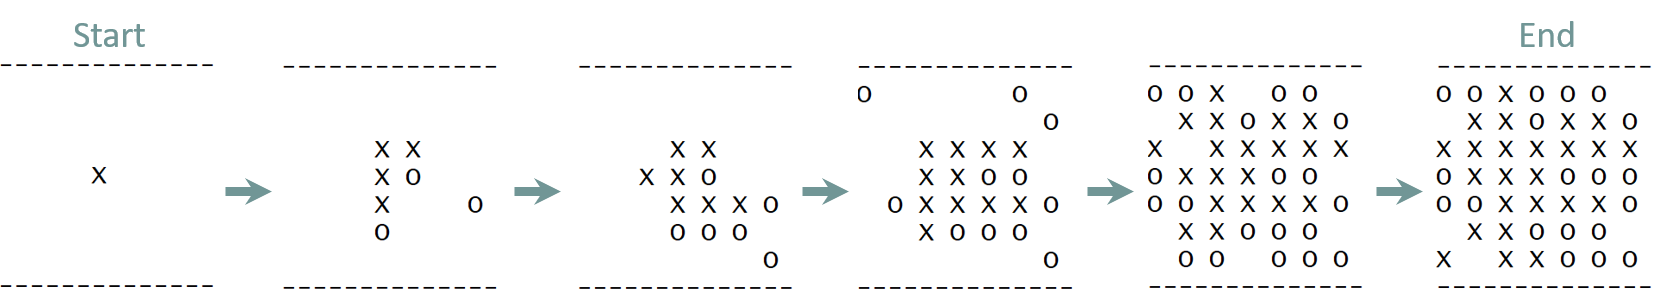 Start
--------------
X
--------------
--------------
X X
X O
X     O
O
--------------
--------------
X X
X X O
X X X O
O O O
O
--------------
--------------
O         O
O
X X X X
X X O O
O X X X X O
X O O O
O
--------------
--------------
O O X   O O
X X O X X O
X   X X X X X
O X X X O O
O O X X X X O
X X O O O
O O   O O O
--------------
End
--------------
O O X O O O
X X O X X O
X X X X X X X
O X X X O O O
O O X X X X O
X X O O O
X   X X O O O
--------------